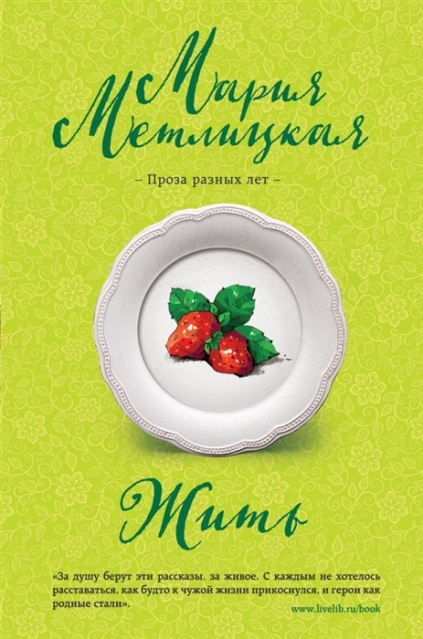 Мария
Метлицкая
– Проза разных лет –
Жить
«За душу берут эти рассказы, за живое. С каждым не хотелось
расставаться, как будто к чужой жизни прикоснулся, и герои как
родные стали».
www.livelib.ru/book